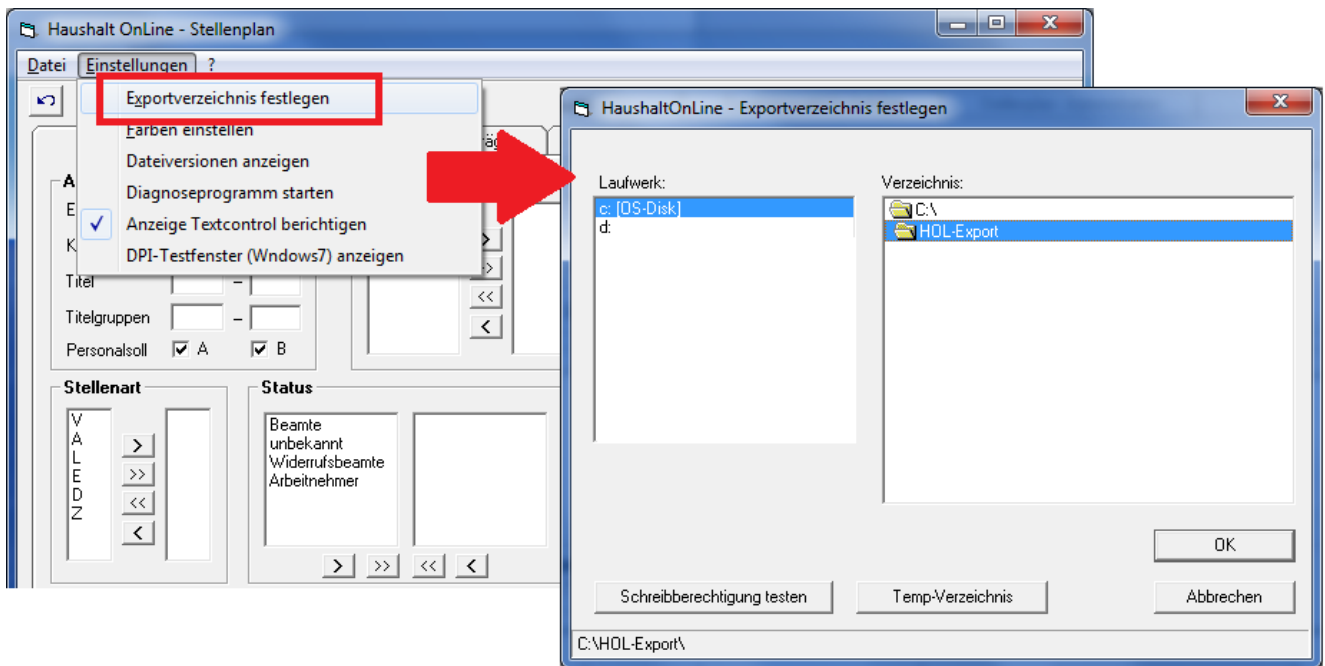 Haushalt OnLine - Stellenplan
Datei Einstellungen ?
Exportverzeichnis festlegen
Farben einstellen
Dateiversionen anzeigen
Diagnoseprogramm starten
Anzeige Textcontrol berichtigen
DPI-Testfenster (Wndows7) anzeigen
A
E
K
Titel –
Titelgruppen –
Personalsoll A B
> >> << <
Stellenart
V
A
L
E
D
Z
> >> << <
Status
Beamte
unbekannt
Widerrufsbeamte
Arbeitnehmer
> >> << <
HaushaltOnLine - Exportverzeichnis festlegen
Laufwerk:
c: [OS-Disk]
d:
Verzeichnis:
C:\
HOL-Export
OK
Schreibberechtigung testen Temp-Verzeichnis Abbrechen
C:\HOL-Export\